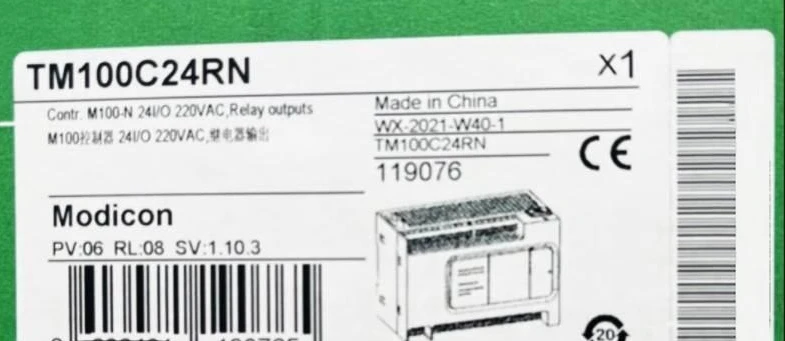 TM100C24RN
X1
Contr. M100-N 24I/O 220VAC,Relay outputs
M100控制器 24I/O 220VAC,继电器输出
Made in China
WX-2021-W40-1
TM100C24RN
119076
CE
Modicon
PV:06 RL:08 SV:1.10.3
20